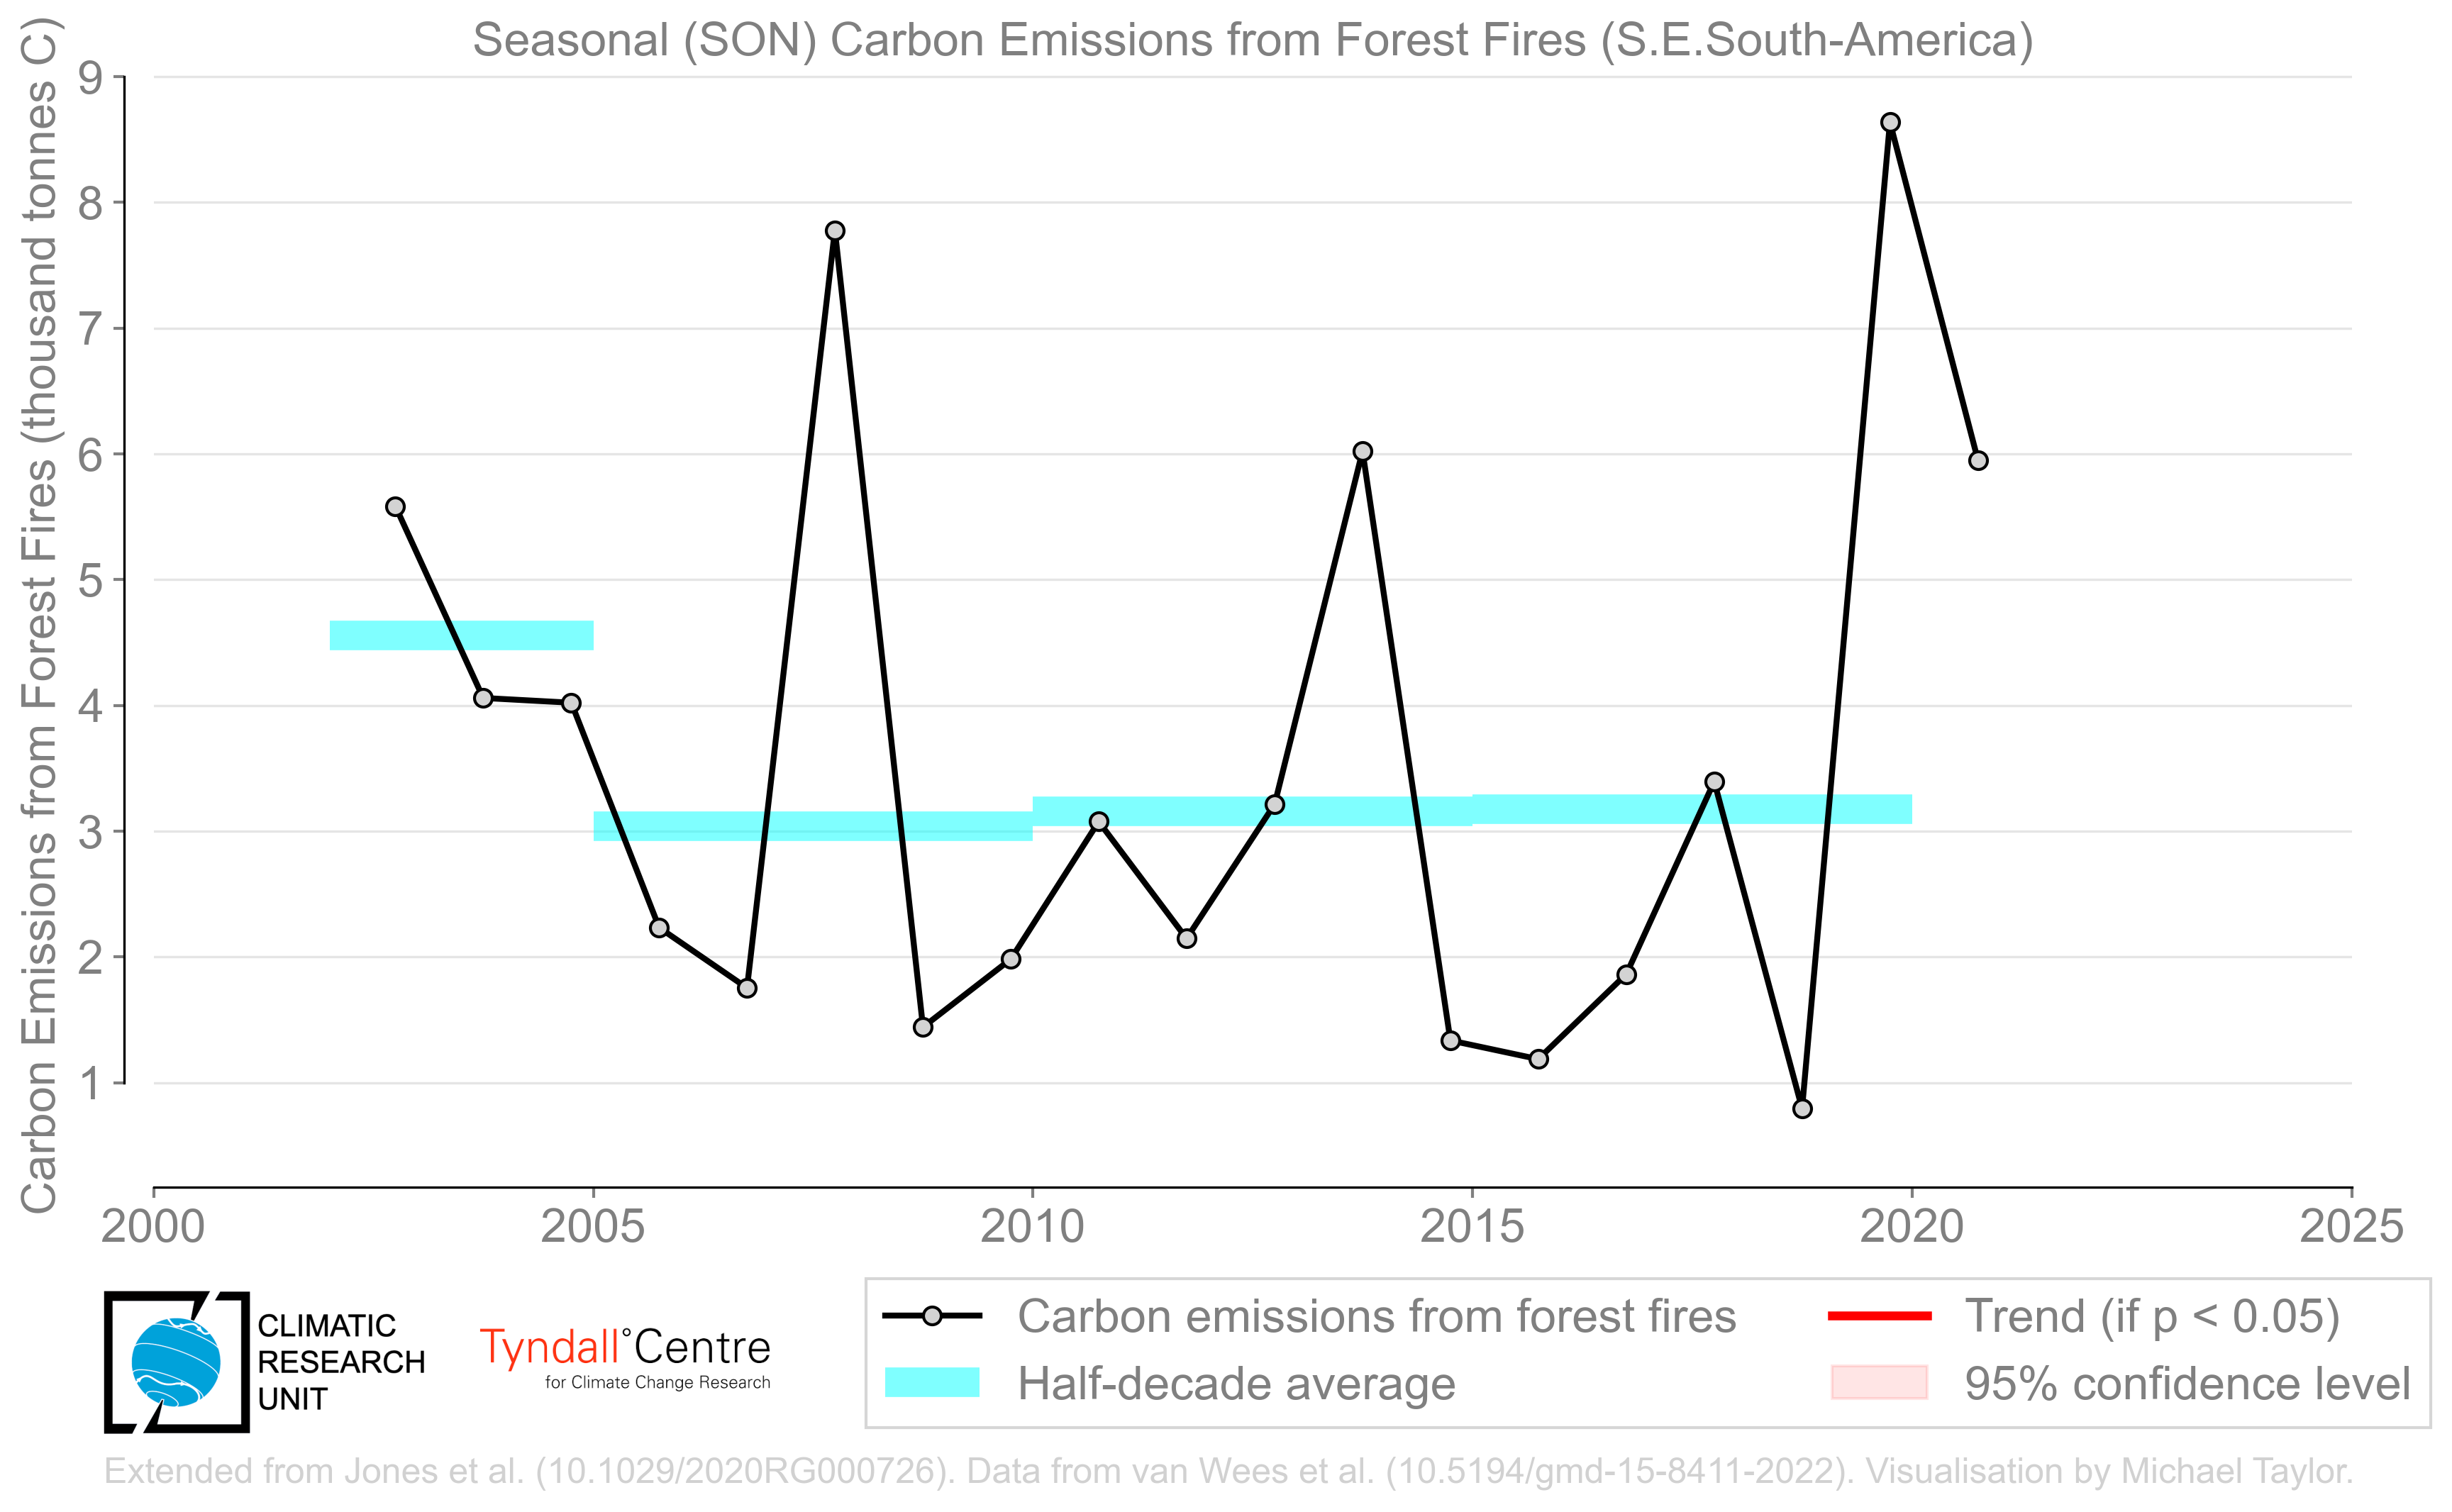 Seasonal (SON) Carbon Emissions from Forest Fires (S.E.South-America)
Carbon Emissions from Forest Fires (thousand tonnes C)
9
8
7
6
5
4
3
2
1
2000 2005 2010 2015 2020 2025
CLIMATIC
RESEARCH
UNIT
Tyndall°Centre
for Climate Change Research
Carbon emissions from forest fires
Half-decade average
Trend (if p < 0.05)
95% confidence level
Extended from Jones et al. (10.1029/2020RG000726). Data from van Wees et al. (10.5194/gmd-15-8411-2022). Visualisation by Michael Taylor.